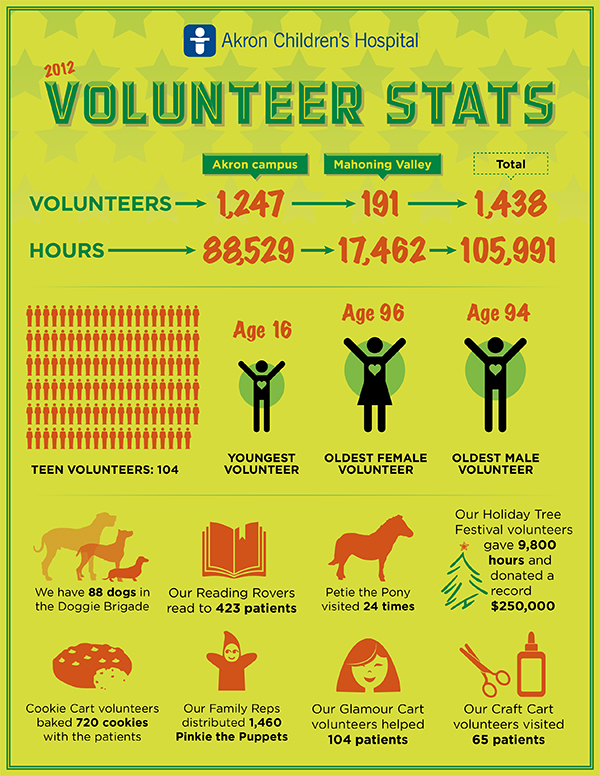 Akron Children's Hospital
2012
VOLUNTEER STATS
Akron campus Mahoning Valley Total
VOLUNTEERS 1,247 191 1,438
HOURS 88,529 17,462 105,991
Age 16
Age 96
Age 94
TEEN VOLUNTEERS: 104
YOUNGEST
VOLUNTEER
OLDEST FEMALE
VOLUNTEER
OLDEST MALE
VOLUNTEER
We have 88 dogs in
the Doggie Brigade
Our Reading Rovers
read to 423 patients
Petie the Pony
visited 24 times
Our Holiday Tree
Festival volunteers
gave 9,800
hours and
donated a
record
$250,000
Cookie Cart volunteers
baked 720 cookies
with the patients
Our Family Reps
distributed 1,460
Pinkie the Puppets
Our Glamour Cart
volunteers helped
104 patients
Our Craft Cart
volunteers visited
65 patients